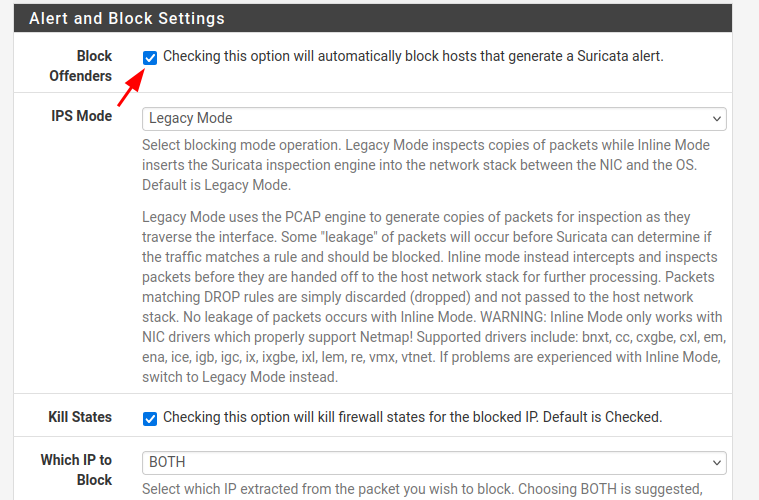 Alert and Block Settings
Block
Offenders
Checking this option will automatically block hosts that generate a Suricata alert.
IPS Mode
Legacy Mode
Select blocking mode operation. Legacy Mode inspects copies of packets while Inline Mode
inserts the Suricata inspection engine into the network stack between the NIC and the OS.
Default is Legacy Mode.
Legacy Mode uses the PCAP engine to generate copies of packets for inspection as they
traverse the interface. Some "leakage" of packets will occur before Suricata can determine if
the traffic matches a rule and should be blocked. Inline mode instead intercepts and inspects
packets before they are handed off to the host network stack for further processing. Packets
matching DROP rules are simply discarded (dropped) and not passed to the host network
stack. No leakage of packets occurs with Inline Mode. WARNING: Inline Mode only works with
NIC drivers which properly support Netmap! Supported drivers include: bnxt, cc, cxgbe, cxl, em,
ena, ice, igb, igc, ix, ixgbe, ixl, lem, re, vmx, vtnet. If problems are experienced with Inline Mode,
switch to Legacy Mode instead.
Kill States
Checking this option will kill firewall states for the blocked IP. Default is Checked.
Which IP to
Block
BOTH
Select which IP extracted from the packet you wish to block. Choosing BOTH is suggested,